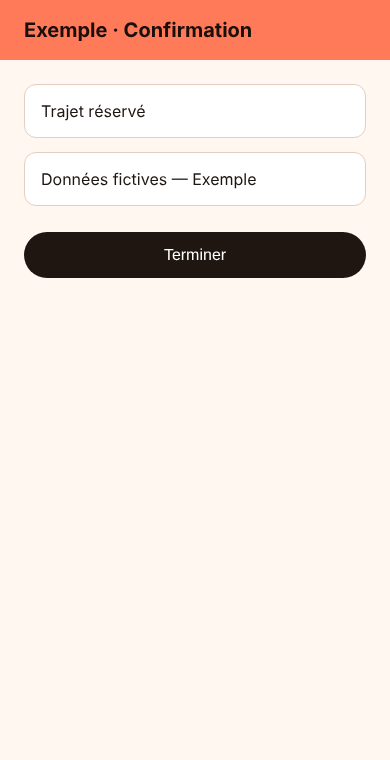 Exemple · Confirmation
Trajet réservé
Données fictives — Exemple
Terminer